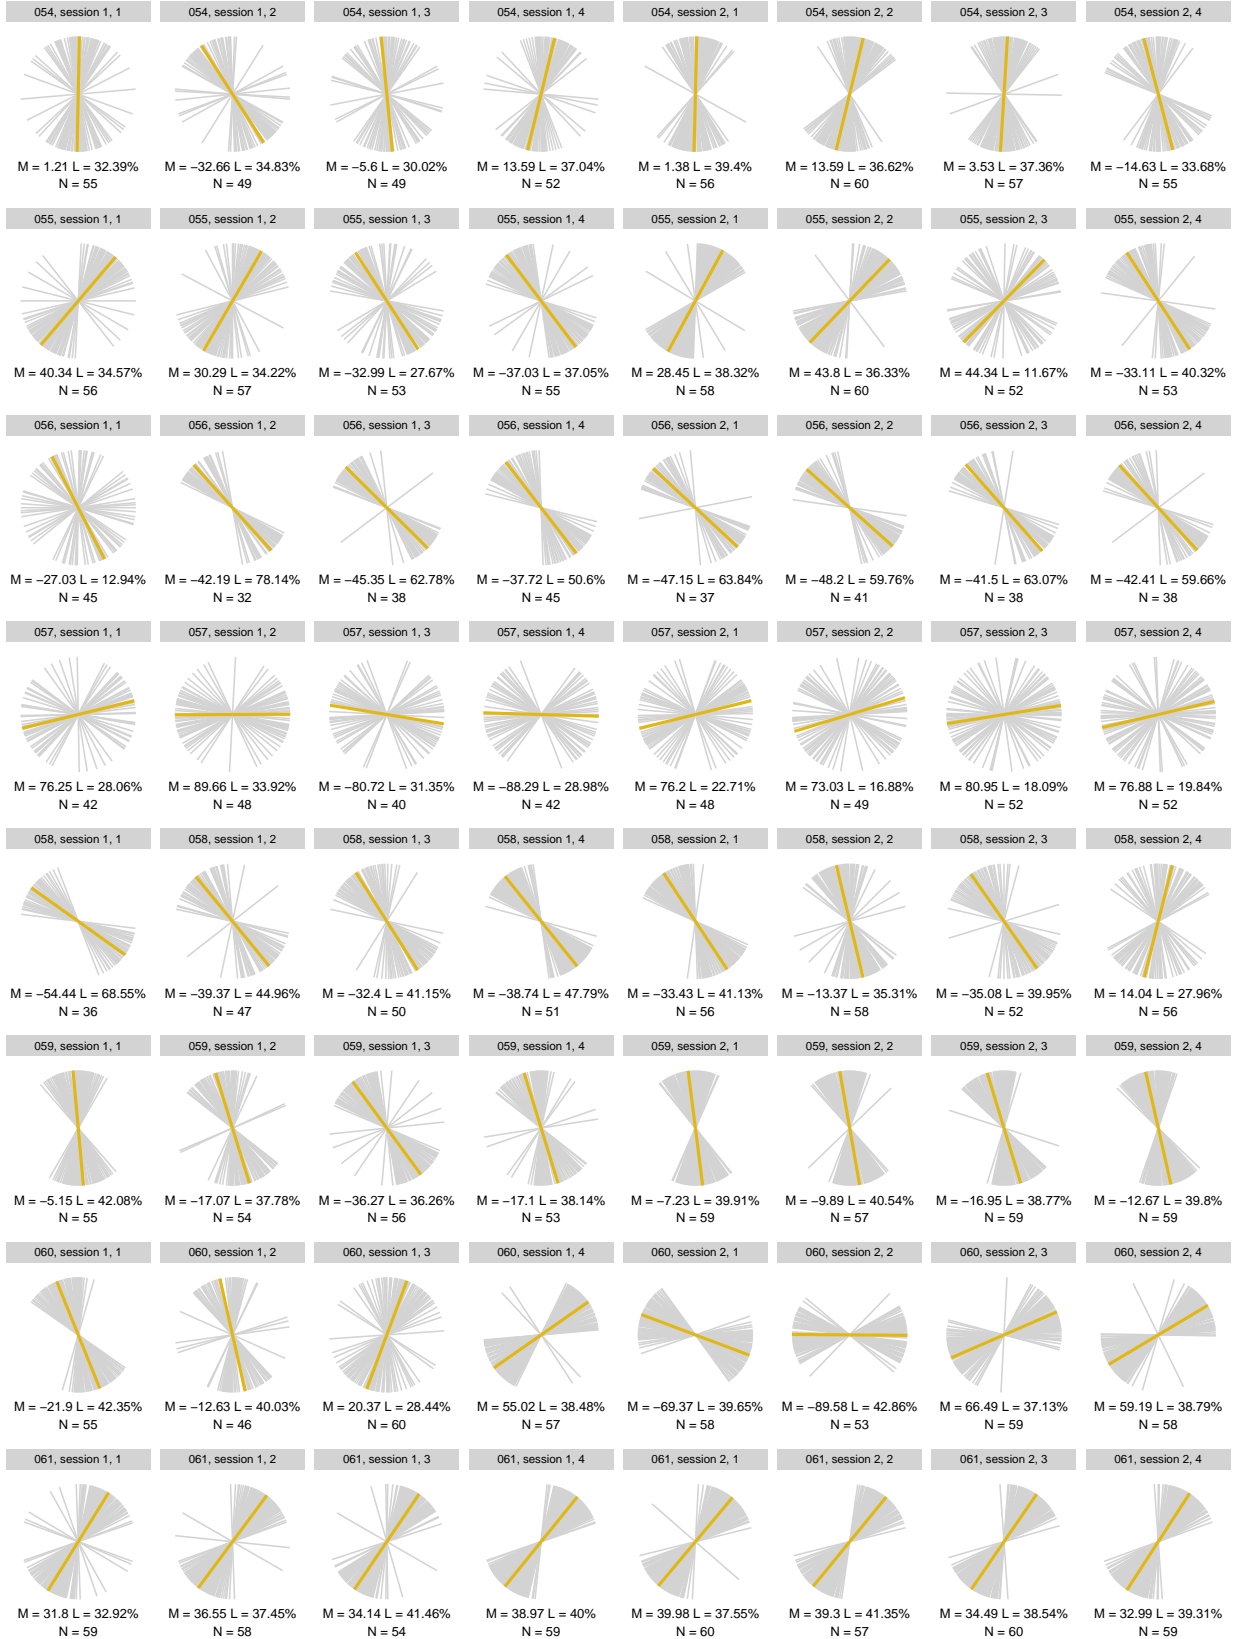 054, session 1, 1 054, session 1, 2 054, session 1, 3 054, session 1, 4 054, session 2, 1 054, session 2, 2 054, session 2, 3 054, session 2, 4
M = 1.21 L = 32.39% M = −32.66 L = 34.83% M = −5.6 L = 30.02% M = 13.59 L = 37.04% M = 1.38 L = 39.4% M = 13.59 L = 36.62% M = 3.53 L = 37.36% M = −14.63 L = 33.68%
N = 55 N = 49 N = 49 N = 52 N = 56 N = 60 N = 57 N = 55
055, session 1, 1 055, session 1, 2 055, session 1, 3 055, session 1, 4 055, session 2, 1 055, session 2, 2 055, session 2, 3 055, session 2, 4
M = 40.34 L = 34.57% M = 30.29 L = 34.22% M = −32.99 L = 27.67% M = −37.03 L = 37.05% M = 28.45 L = 38.32% M = 43.8 L = 36.33% M = 44.34 L = 11.67% M = −33.11 L = 40.32%
N = 56 N = 57 N = 53 N = 55 N = 58 N = 60 N = 52 N = 53
056, session 1, 1 056, session 1, 2 056, session 1, 3 056, session 1, 4 056, session 2, 1 056, session 2, 2 056, session 2, 3 056, session 2, 4
M = −27.03 L = 12.94% M = −42.19 L = 78.14% M = −45.35 L = 62.78% M = −37.72 L = 50.6% M = −47.15 L = 63.84% M = −48.2 L = 59.76% M = −41.5 L = 63.07% M = −42.41 L = 59.66%
N = 45 N = 32 N = 38 N = 45 N = 37 N = 41 N = 38 N = 38
057, session 1, 1 057, session 1, 2 057, session 1, 3 057, session 1, 4 057, session 2, 1 057, session 2, 2 057, session 2, 3 057, session 2, 4
M = 76.25 L = 28.06% M = 89.66 L = 33.92% M = −80.72 L = 31.35% M = −88.29 L = 28.98% M = 76.2 L = 22.71% M = 73.03 L = 16.88% M = 80.95 L = 18.09% M = 76.88 L = 19.84%
N = 42 N = 48 N = 40 N = 42 N = 48 N = 49 N = 52 N = 52
058, session 1, 1 058, session 1, 2 058, session 1, 3 058, session 1, 4 058, session 2, 1 058, session 2, 2 058, session 2, 3 058, session 2, 4
M = −54.44 L = 68.55% M = −39.37 L = 44.96% M = −32.4 L = 41.15% M = −38.74 L = 47.79% M = −33.43 L = 41.13% M = −13.37 L = 35.31% M = −35.08 L = 39.95% M = 14.04 L = 27.96%
N = 36 N = 47 N = 50 N = 51 N = 56 N = 58 N = 52 N = 56
059, session 1, 1 059, session 1, 2 059, session 1, 3 059, session 1, 4 059, session 2, 1 059, session 2, 2 059, session 2, 3 059, session 2, 4
M = −5.15 L = 42.08% M = −17.07 L = 37.78% M = −36.27 L = 36.26% M = −17.1 L = 38.14% M = −7.23 L = 39.91% M = −9.89 L = 40.54% M = −16.95 L = 38.77% M = −12.67 L = 39.8%
N = 55 N = 54 N = 56 N = 53 N = 59 N = 57 N = 59 N = 59
060, session 1, 1 060, session 1, 2 060, session 1, 3 060, session 1, 4 060, session 2, 1 060, session 2, 2 060, session 2, 3 060, session 2, 4
M = −21.9 L = 42.35% M = −12.63 L = 40.03% M = 20.37 L = 28.44% M = 55.02 L = 38.48% M = −69.37 L = 39.65% M = −89.58 L = 42.86% M = 66.49 L = 37.13% M = 59.19 L = 38.79%
N = 55 N = 46 N = 60 N = 57 N = 58 N = 53 N = 59 N = 58
061, session 1, 1 061, session 1, 2 061, session 1, 3 061, session 1, 4 061, session 2, 1 061, session 2, 2 061, session 2, 3 061, session 2, 4
M = 31.8 L = 32.92% M = 36.55 L = 37.45% M = 34.14 L = 41.46% M = 38.97 L = 40% M = 39.98 L = 37.55% M = 39.3 L = 41.35% M = 34.49 L = 38.54% M = 32.99 L = 39.31%
N = 59 N = 58 N = 54 N = 59 N = 60 N = 57 N = 60 N = 59